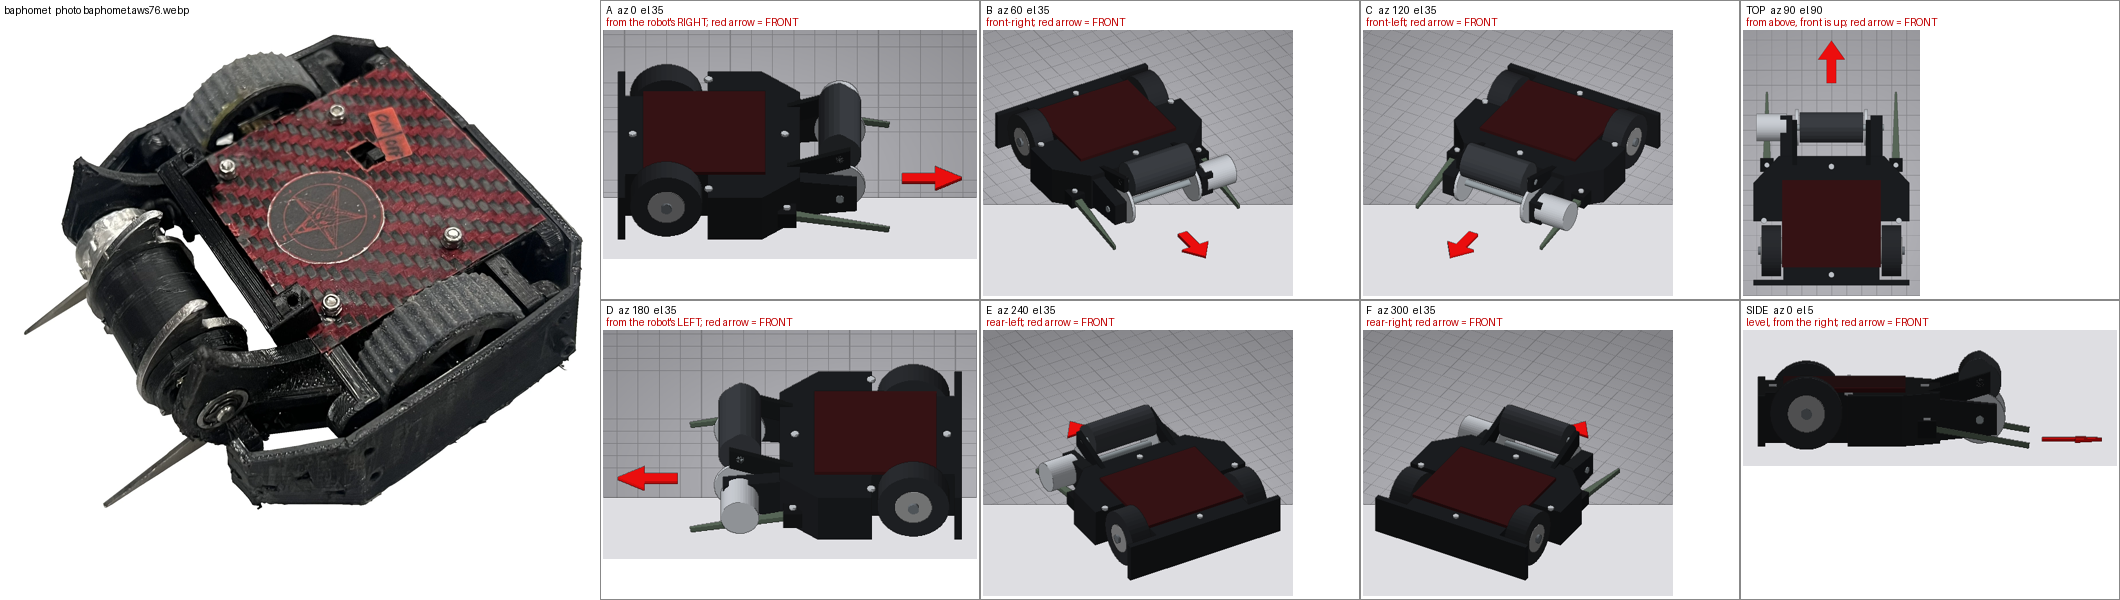 baphomet photo baphomet.aws76.webp
A az 0 el 35
from the robot's RIGHT; red arrow = FRONT
B az 60 el 35
front-right; red arrow = FRONT
C az 120 el 35
front-left; red arrow = FRONT
TOP az 90 el 90
from above, front is up; red arrow = FRONT
ON
D az 180 el 35
from the robot's LEFT; red arrow = FRONT
E az 240 el 35
rear-left; red arrow = FRONT
F az 300 el 35
rear-right; red arrow = FRONT
SIDE az 0 el 5
level, from the right; red arrow = FRONT